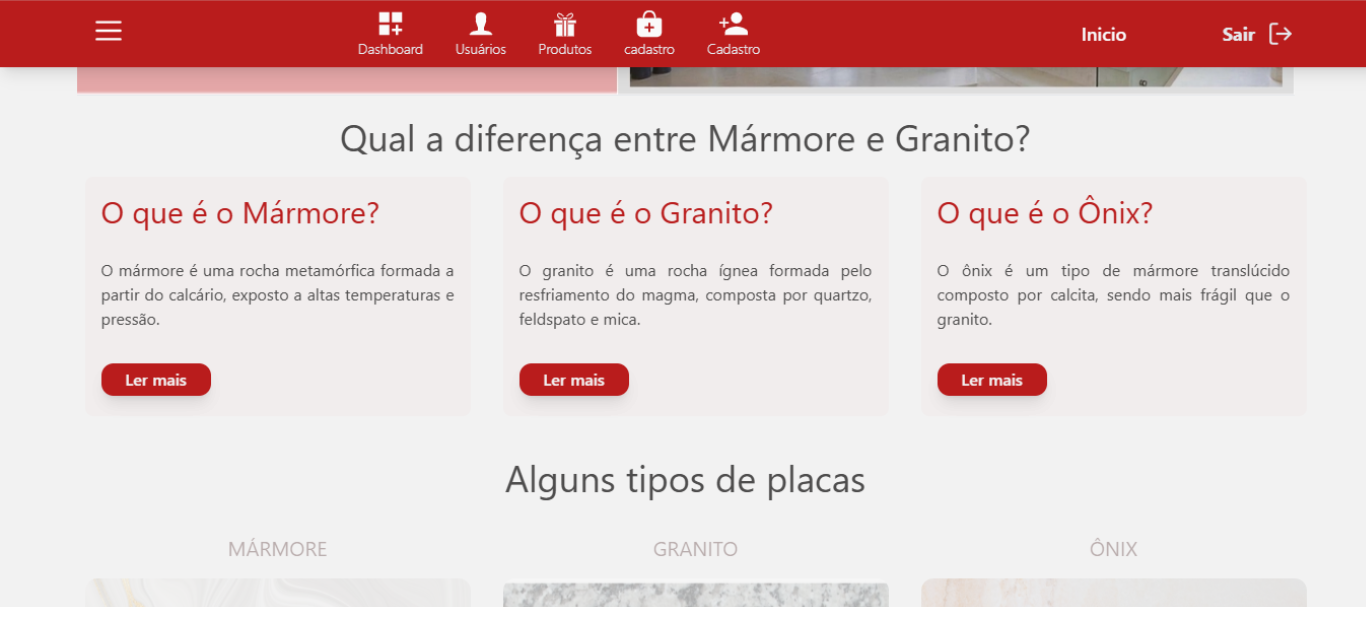 Dashboard Usuários Produtos cadastro Cadastro Inicio Sair
Qual a diferença entre Mármore e Granito?
O que é o Mármore?
O mármore é uma rocha metamórfica formada a
partir do calcário, exposto a altas temperaturas e
pressão.
Ler mais
O que é o Granito?
O granito é uma rocha ígnea formada pelo
resfriamento do magma, composta por quartzo,
feldspato e mica.
Ler mais
O que é o Ônix?
O ônix é um tipo de mármore translúcido
composto por calcita, sendo mais frágil que o
granito.
Ler mais
Alguns tipos de placas
MÁRMORE GRANITO ÔNIX